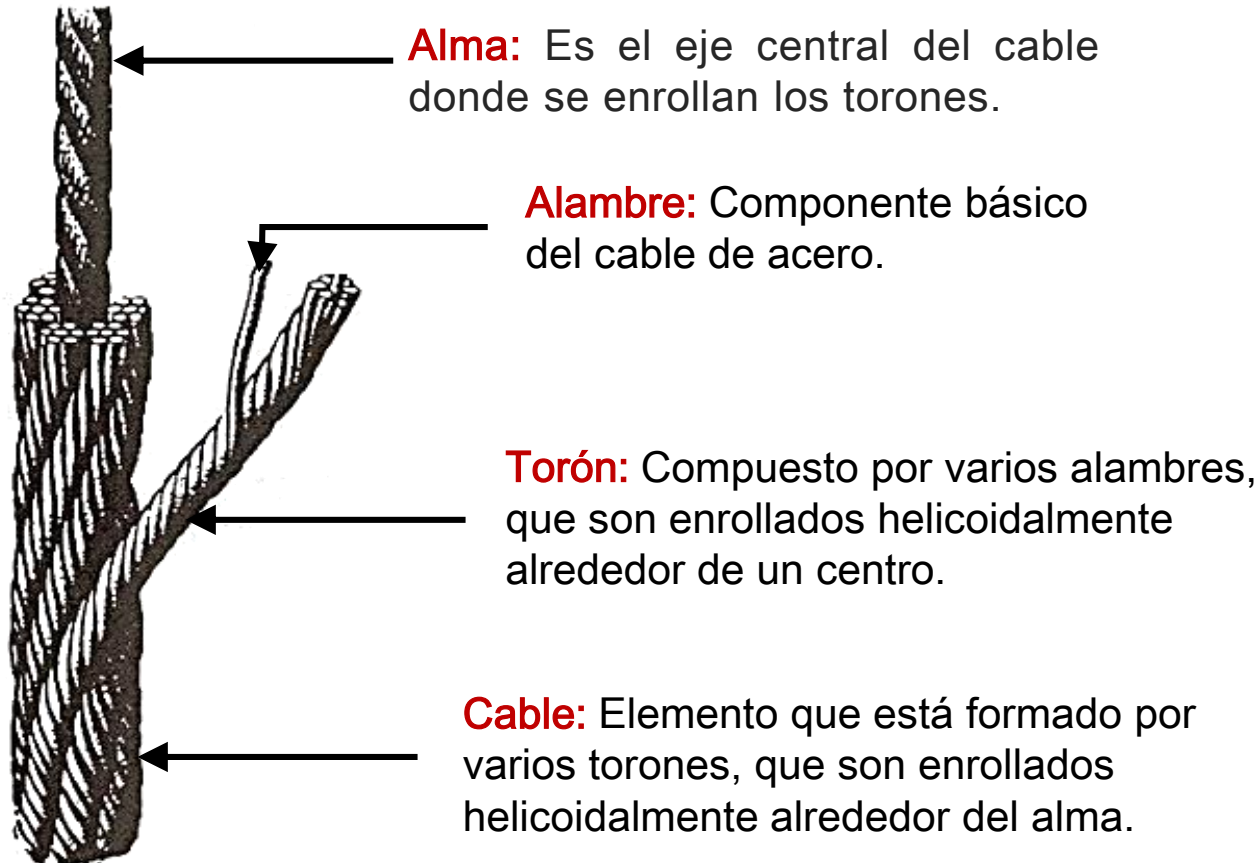 Alma: Es el eje central del cable
donde se enrollan los torones.
Alambre: Componente básico
del cable de acero.
Torón: Compuesto por varios alambres,
que son enrollados helicoidalmente
alrededor de un centro.
Cable: Elemento que está formado por
varios torones, que son enrollados
helicoidalmente alrededor del alma.